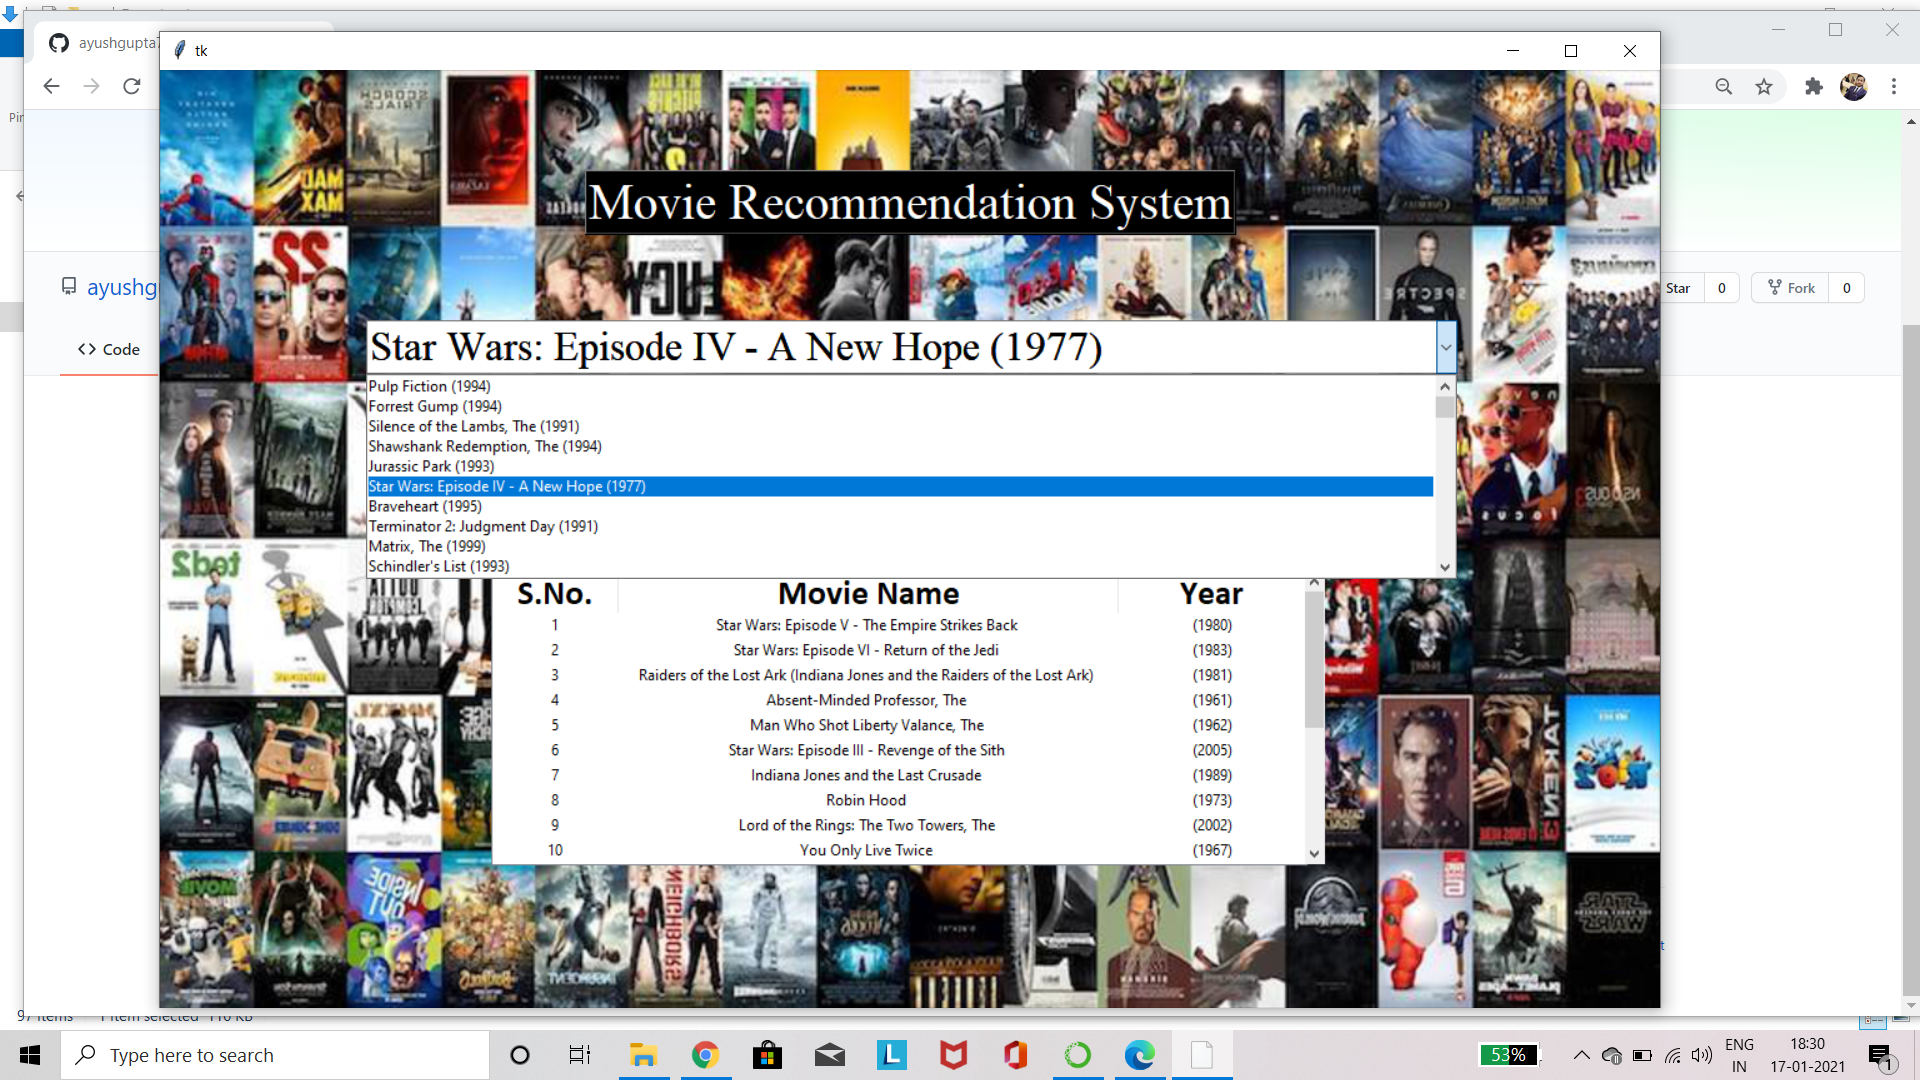 ayushgupta
tk
Movie Recommendation System
ayushg
Star 0
Fork 0
Code
Star Wars: Episode IV - A New Hope (1977)
Pulp Fiction (1994)
Forrest Gump (1994)
Silence of the Lambs, The (1991)
Shawshank Redemption, The (1994)
Jurassic Park (1993)
Star Wars: Episode IV - A New Hope (1977)
Braveheart (1995)
Terminator 2: Judgment Day (1991)
Matrix, The (1999)
Schindler's List (1993)
S.No. Movie Name Year
1 Star Wars: Episode V - The Empire Strikes Back (1980)
2 Star Wars: Episode VI - Return of the Jedi (1983)
3 Raiders of the Lost Ark (Indiana Jones and the Raiders of the Lost Ark) (1981)
4 Absent-Minded Professor, The (1961)
5 Man Who Shot Liberty Valance, The (1962)
6 Star Wars: Episode III - Revenge of the Sith (2005)
7 Indiana Jones and the Last Crusade (1989)
8 Robin Hood (1973)
9 Lord of the Rings: The Two Towers, The (2002)
10 You Only Live Twice (1967)
97 items 1 item selected 116 KB
Type here to search
53%
ENG
IN
18:30
17-01-2021
1